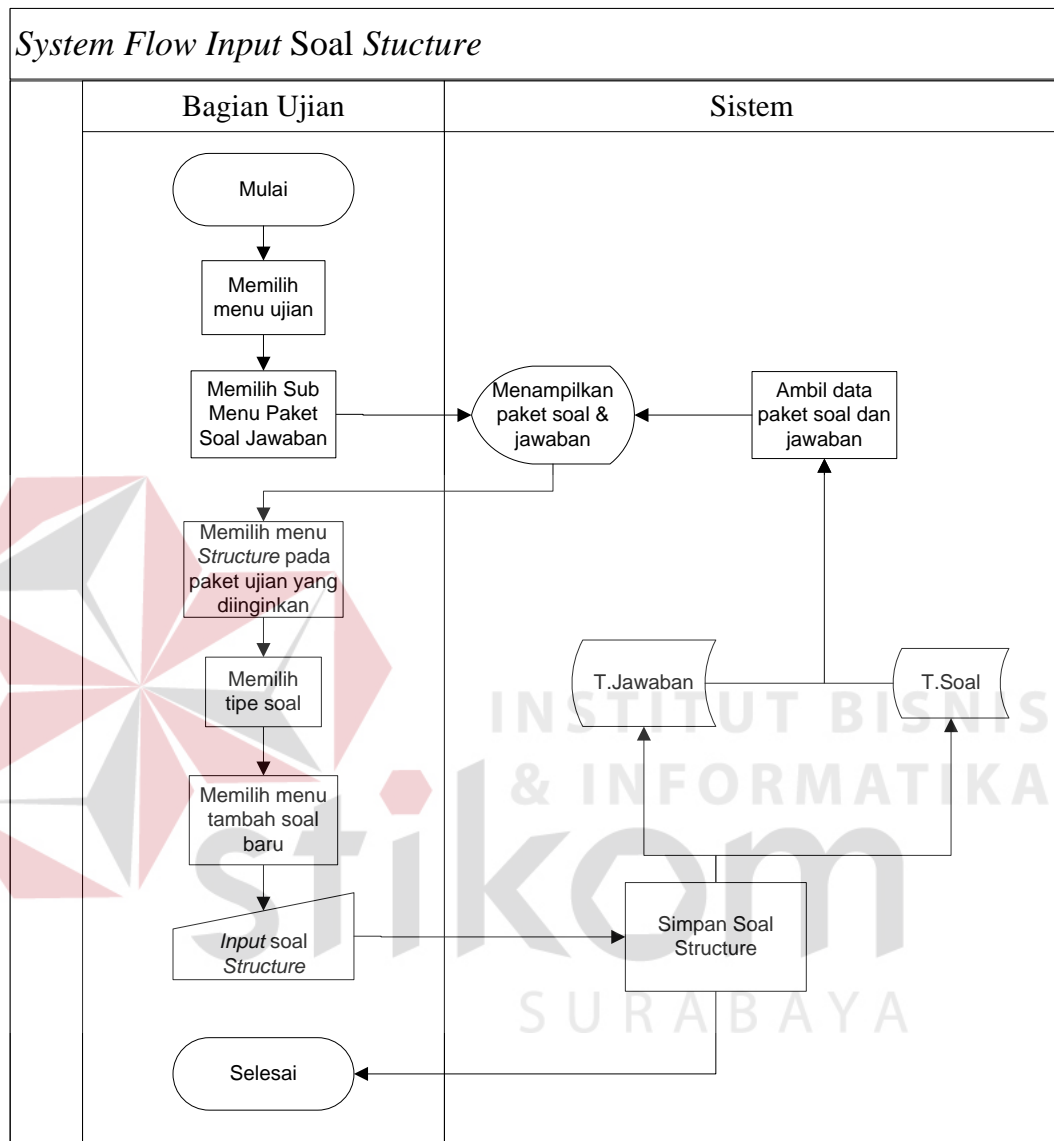 System Flow Input Soal Stucture
Bagian Ujian
Sistem
Mulai
Memilih
menu ujian
Memilih Sub
Menu Paket
Soal Jawaban
Menampilkan
paket soal &
jawaban
Ambil data
paket soal dan
jawaban
Memilih menu
Structure pada
paket ujian yang
diinginkan
Memilih
tipe soal
T.Jawaban
T.Soal
Memilih menu
tambah soal
baru
Input soal
Structure
Simpan Soal
Structure
Selesai
INSTITUT BISNIS
& INFORMATIKA
stikom
SURABAYA